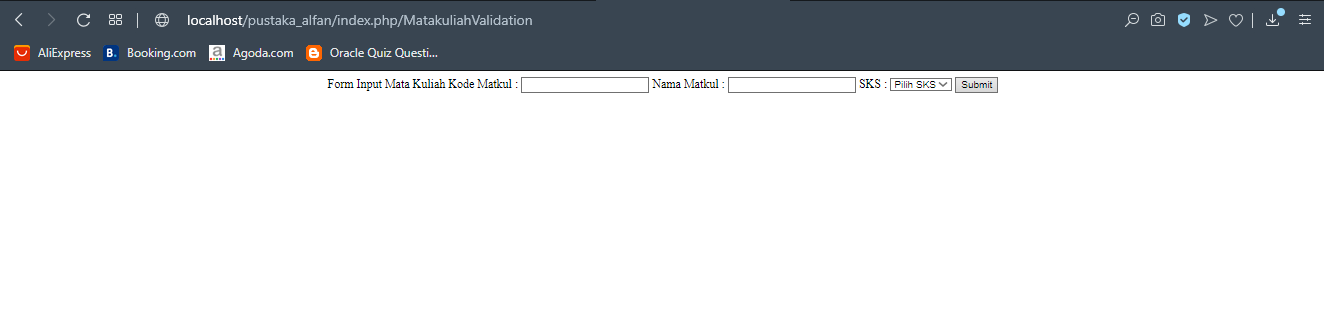 localhost/pustaka_alfan/index.php/MatakuliahValidation
AliExpress B. Booking.com a Agoda.com Oracle Quiz Questi...
Form Input Mata Kuliah Kode Matkul : Nama Matkul : SKS : Pilih SKS Submit